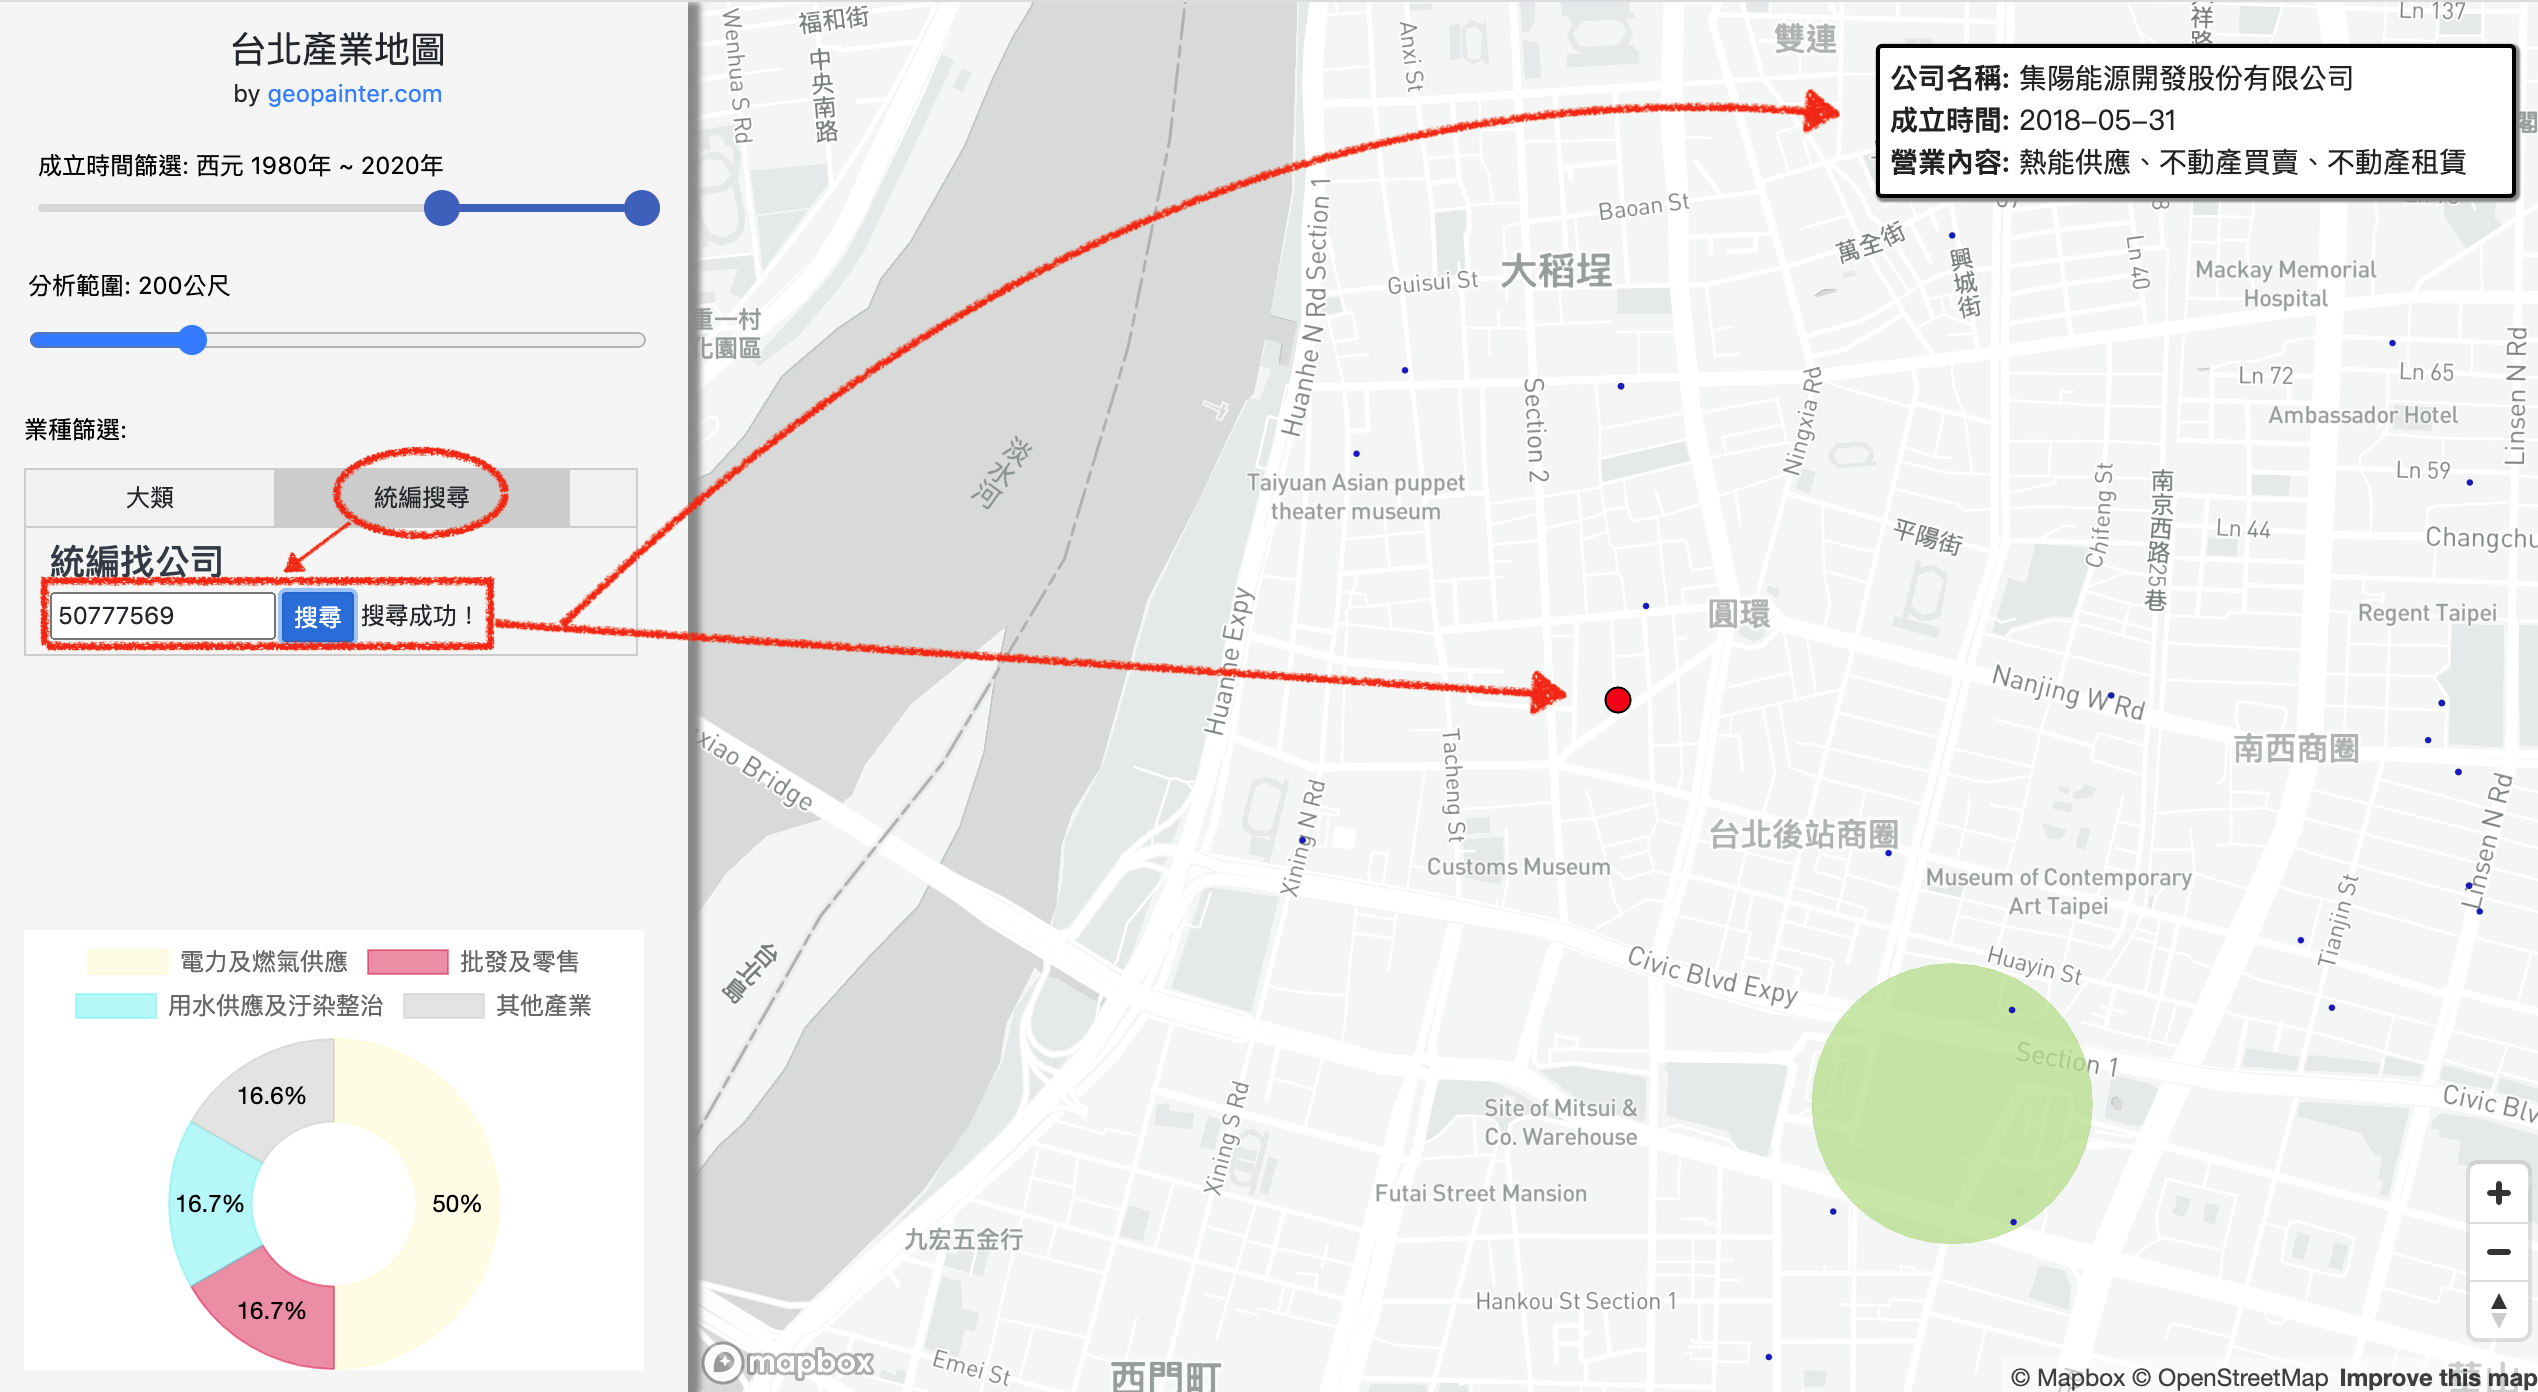 台北產業地圖
by geopainter.com
成立時間篩選: 西元 1980年 ~ 2020年
分析範圍: 200公尺
業種篩選:
大類
統編搜尋
統編找公司
50777569
搜尋
搜尋成功！
電力及燃氣供應
批發及零售
用水供應及汙染整治
其他產業
16.6%
16.7%
50%
16.7%
公司名稱: 集陽能源開發股份有限公司
成立時間: 2018-05-31
營業內容: 熱能供應、不動產買賣、不動產租賃
Wenhua S Rd
福和街
中央南路
Anxi St
雙連
祥路
Ln 137
Baoan St
萬全街
興城街
Ln 40
Mackay Memorial
Hospital
大稻埕
Guisui St
Huanhe N Rd Section 1
重一村
化園區
Section 2
Ningxia Rd
Ln 72
Ln 65
Linsen N Rd
Ambassador Hotel
淡水河
Taiyuan Asian puppet
theater museum
Ln 59
平陽街
Chifeng St
南京西路25巷
Ln 44
Changchu
Huanhe Expy
圓環
Regent Taipei
Nanjing W Rd
南西商圈
xiao Bridge
Tacheng St
Xining N Rd
台北後站商圈
Customs Museum
Museum of Contemporary
Art Taipei
Linsen N Rd
Tianjin St
台北島
Civic Blvd Expy
Huayin St
Section 1
Civic Blv
Site of Mitsui &
Co. Warehouse
Xining S Rd
Futai Street Mansion
九宏五金行
Hankou St Section 1
Emei St
西門町
mapbox
© Mapbox © OpenStreetMap Improve this map